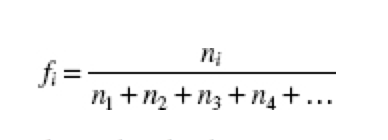 fᵢ = nᵢ / (n₁ + n₂ + n₃ + n₄ + …)